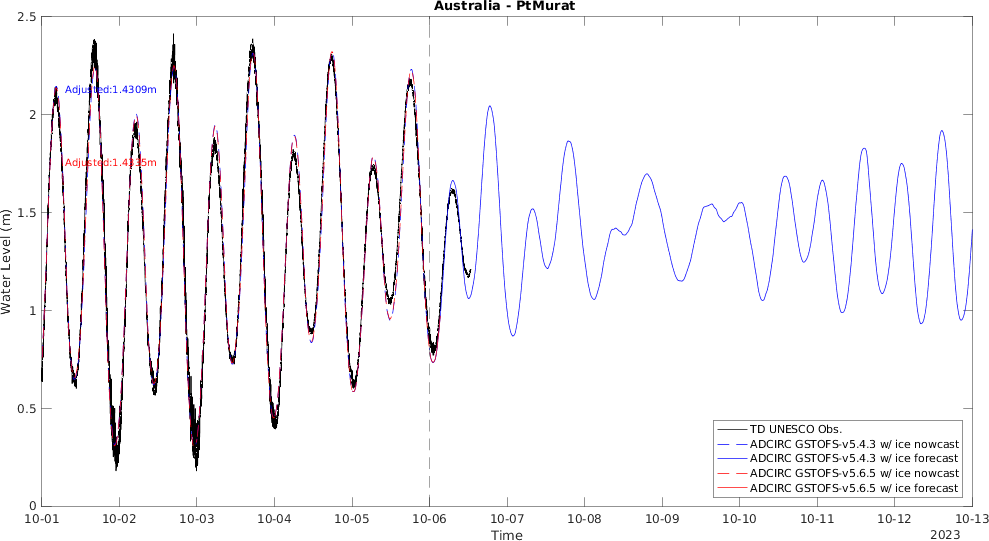 Australia - PtMurat
2.5
2
1.5
1
0.5
0
Water Level (m)
Adjusted:1.4309m
Adjusted:1.4335m
TD UNESCO Obs.
ADCIRC GSTOFS-v5.4.3 w/ ice nowcast
ADCIRC GSTOFS-v5.4.3 w/ ice forecast
ADCIRC GSTOFS-v5.6.5 w/ ice nowcast
ADCIRC GSTOFS-v5.6.5 w/ ice forecast
10-01 10-02 10-03 10-04 10-05 10-06 10-07 10-08 10-09 10-10 10-11 10-12 10-13
Time
2023